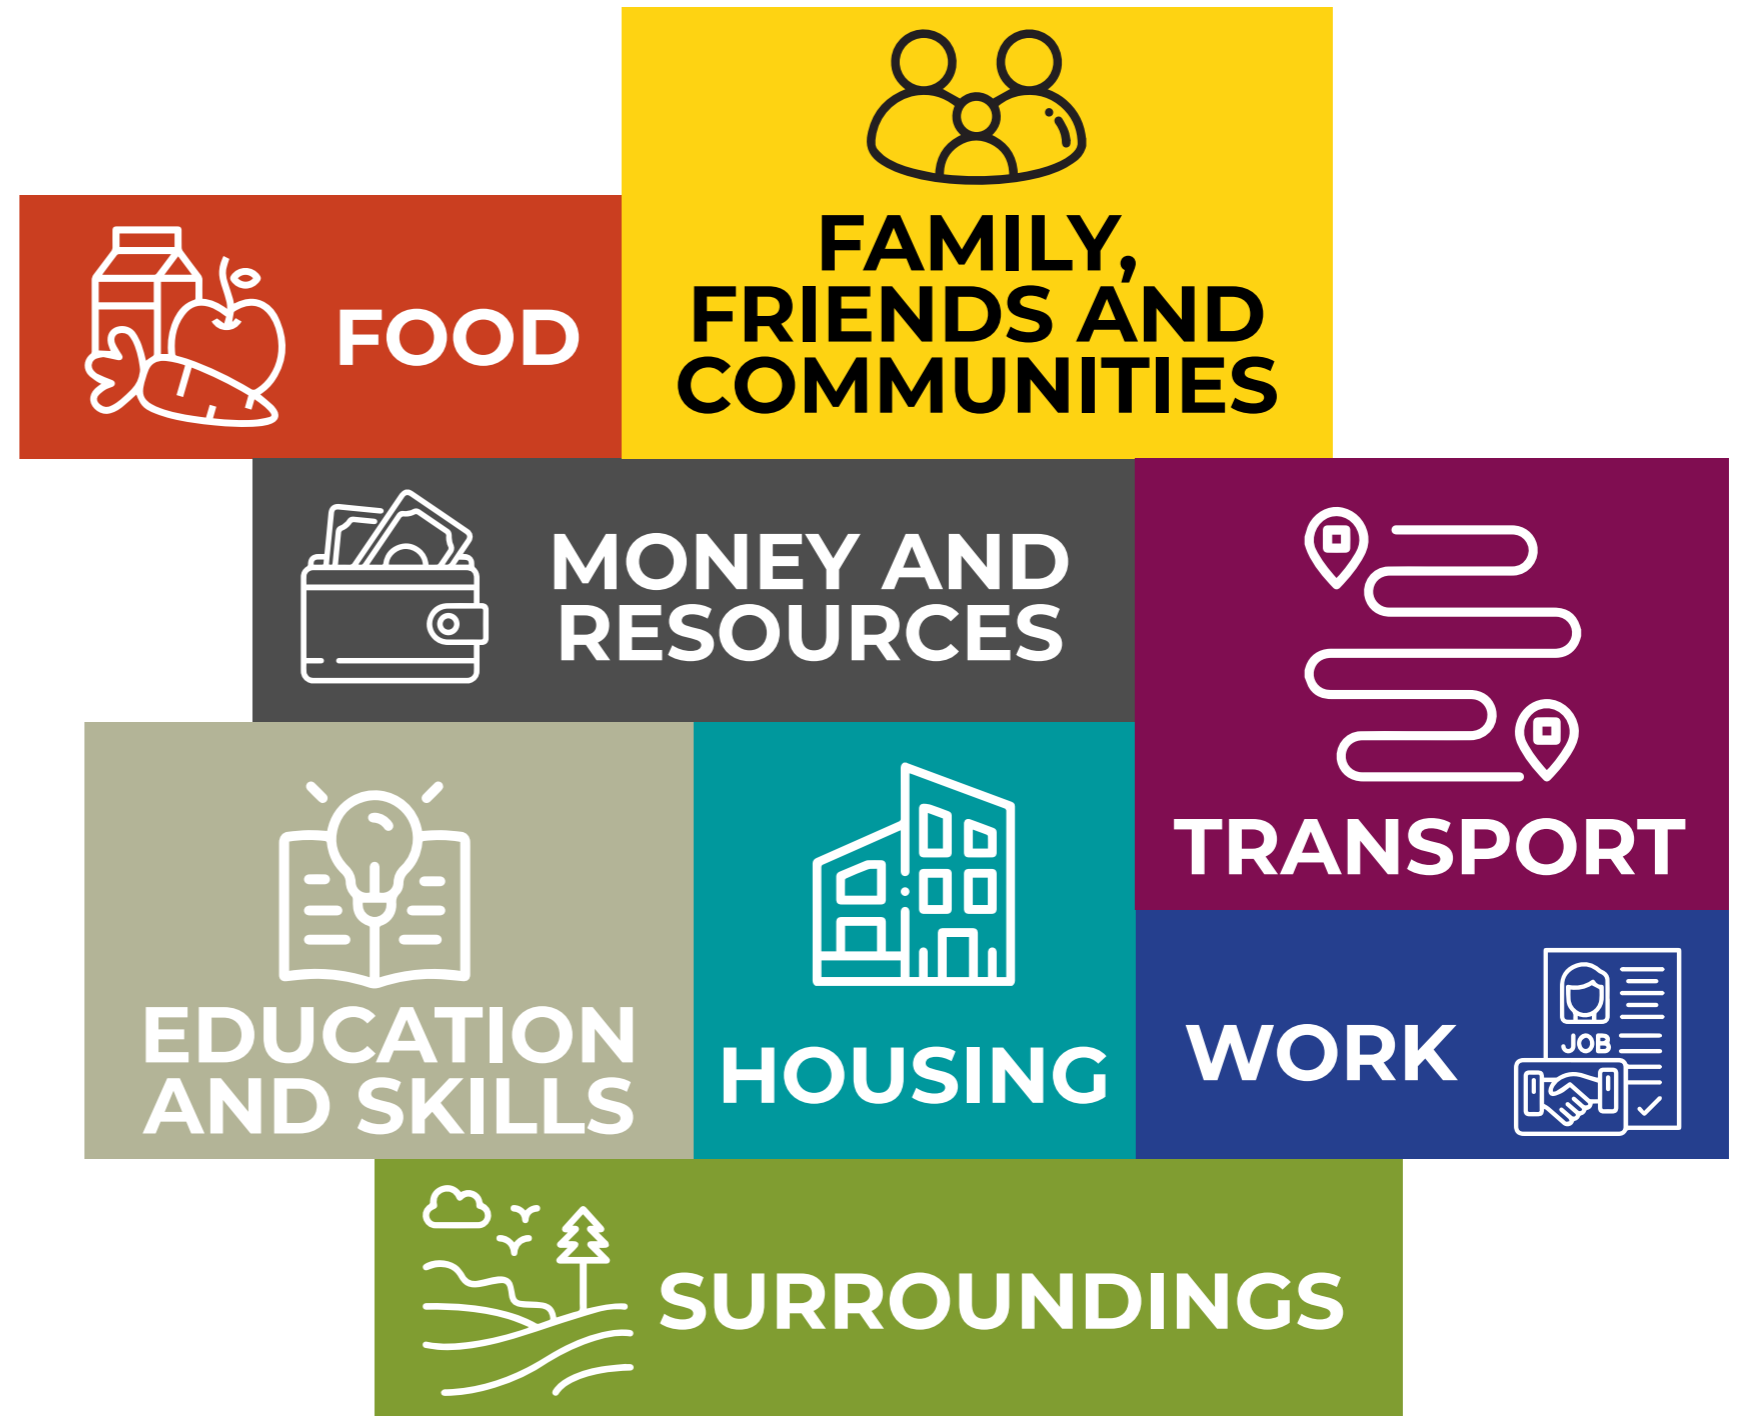 FOOD
FAMILY,
FRIENDS AND
COMMUNITIES
MONEY AND
RESOURCES
TRANSPORT
EDUCATION
AND SKILLS
HOUSING
WORK
JOB
SURROUNDINGS